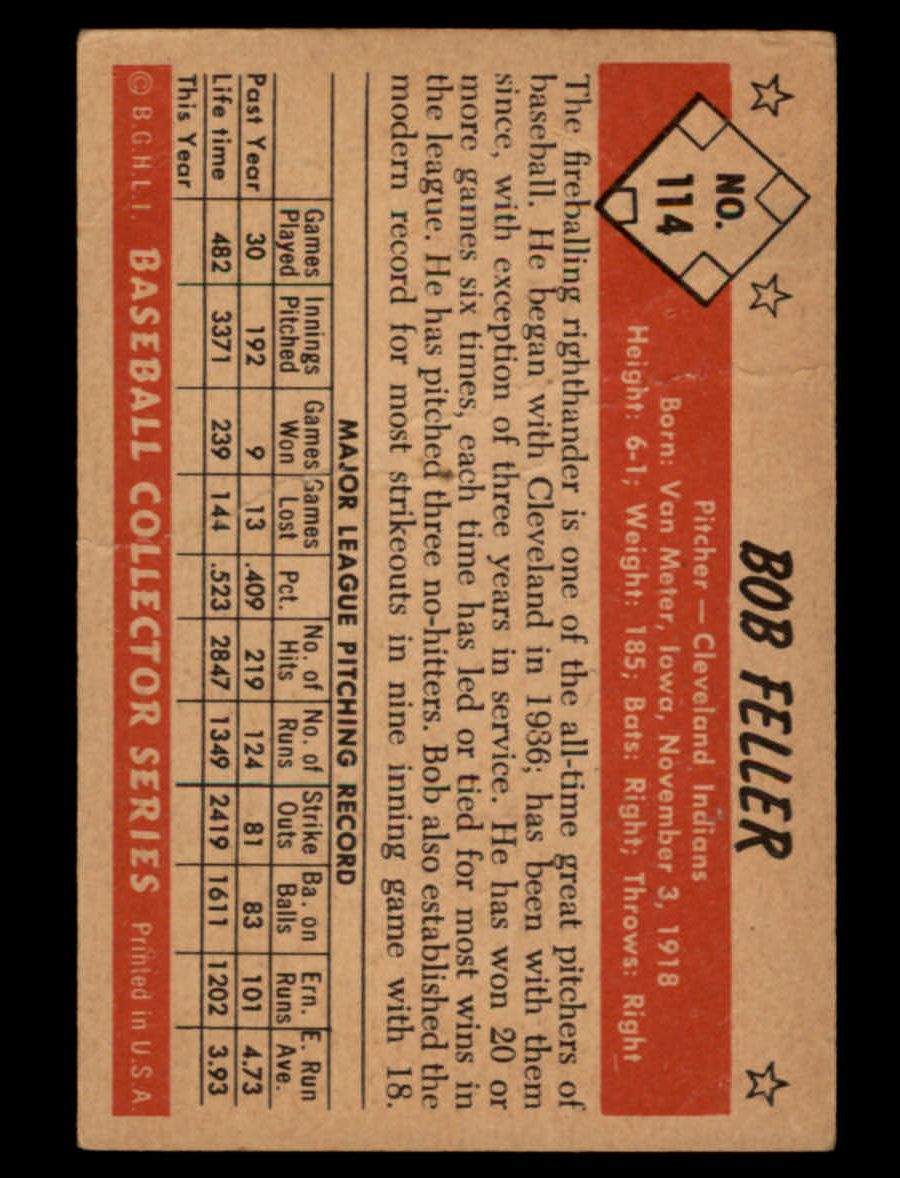 BOB FELLER
NO.
114
Pitcher — Cleveland Indians
Born: Van Meter, Iowa, November 3, 1918
Height: 6-1; Weight: 185; Bats: Right; Throws: Right
The fireballing righthander is one of the all-time great pitchers of
baseball. He began with Cleveland in 1936; has been with them
since, with exception of three years in service. He has won 20 or
more games six times, each time has led or tied for most wins in
the league. He has pitched three no-hitters. Bob also established the
modern record for most strikeouts in nine inning game with 18.
MAJOR LEAGUE PITCHING RECORD
Games Innings Games Games No. of No. of Strike Ba. on Ern. E. Run
Played Pitched Won Lost Pct. Hits Runs Outs Balls Runs Ave.
Past Year 30 192 9 13 .409 219 124 81 83 101 4.73
Life time 482 3371 239 144 .523 2847 1349 2419 1611 1202 3.93
This Year
© B.G.H.L.I. BASEBALL COLLECTOR SERIES Printed in U.S.A.